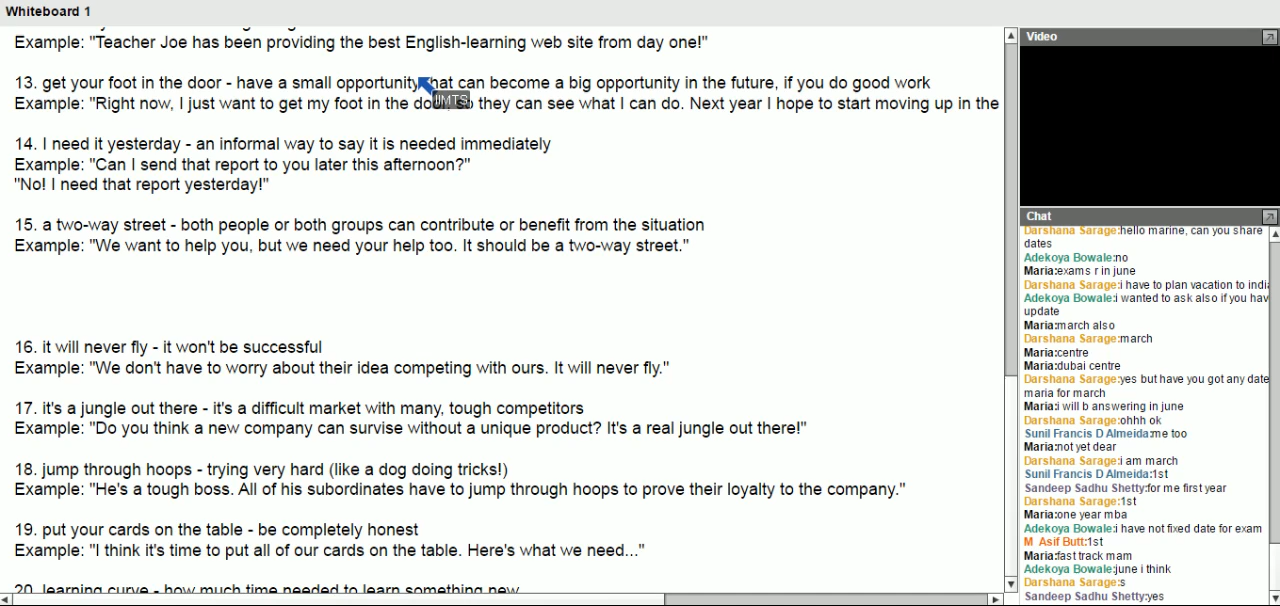 Whiteboard 1
Example: "Teacher Joe has been providing the best English-learning web site from day one!"
13. get your foot in the door - have a small opportunity that can become a big opportunity in the future, if you do good work
Example: "Right now, I just want to get my foot in the door, so they can see what I can do. Next year I hope to start moving up in the
IIMTS
14. I need it yesterday - an informal way to say it is needed immediately
Example: "Can I send that report to you later this afternoon?"
"No! I need that report yesterday!"
15. a two-way street - both people or both groups can contribute or benefit from the situation
Example: "We want to help you, but we need your help too. It should be a two-way street."
16. it will never fly - it won't be successful
Example: "We don't have to worry about their idea competing with ours. It will never fly."
17. it's a jungle out there - it's a difficult market with many, tough competitors
Example: "Do you think a new company can survise without a unique product? It's a real jungle out there!"
18. jump through hoops - trying very hard (like a dog doing tricks!)
Example: "He's a tough boss. All of his subordinates have to jump through hoops to prove their loyalty to the company."
19. put your cards on the table - be completely honest
Example: "I think it's time to put all of our cards on the table. Here's what we need..."
20. learning curve - how much time needed to learn something new
Video
Chat
Darshana Sarage:hello marine, can you share
dates
Adekoya Bowale:no
Maria:exams r in june
Darshana Sarage:i have to plan vacation to indi
Adekoya Bowale:i wanted to ask also if you hav
update
Maria:march also
Darshana Sarage:march
Maria:centre
Maria:dubai centre
Darshana Sarage:yes but have you got any date
maria for march
Maria:i will b answering in june
Darshana Sarage:ohhh ok
Sunil Francis D Almeida:me too
Maria:not yet dear
Darshana Sarage:i am march
Sunil Francis D Almeida:1st
Sandeep Sadhu Shetty:for me first year
Darshana Sarage:1st
Maria:one year mba
Adekoya Bowale:i have not fixed date for exam
M Asif Butt:1st
Maria:fast track mam
Adekoya Bowale:june i think
Darshana Sarage:s
Sandeep Sadhu Shetty:yes